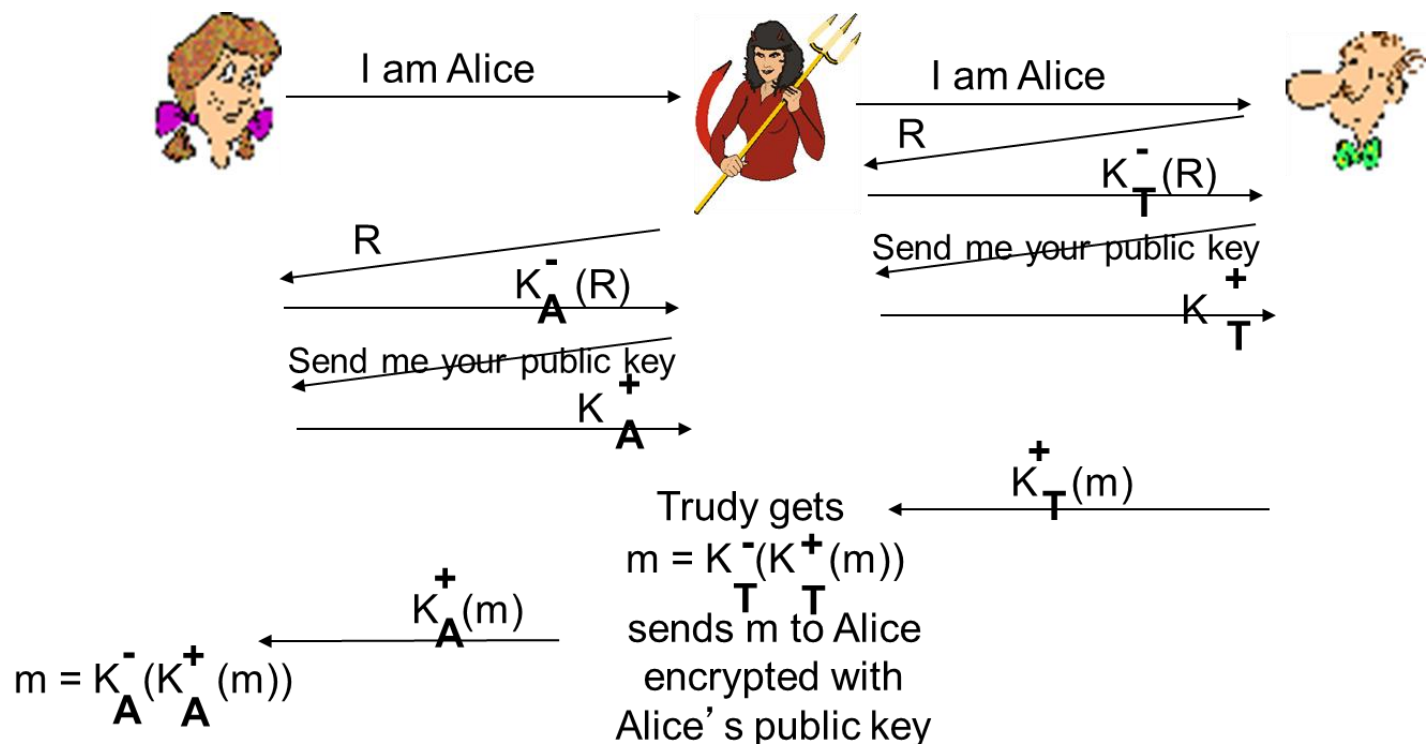 I am Alice
I am Alice
R
K⁻T(R)
R
Send me your public key
K⁻A(R)
K⁺T
Send me your public key
K⁺A
K⁺T(m)
Trudy gets
m = K⁻T(K⁺T(m))
K⁺A(m)
sends m to Alice
m = K⁻A(K⁺A(m))
encrypted with
Alice’s public key